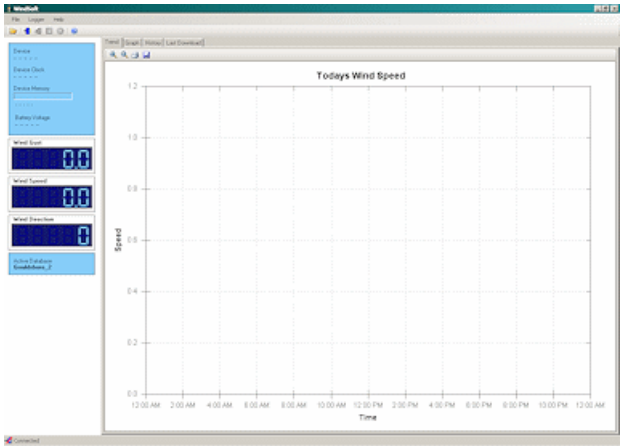 WindSoft
File Logger Help
Trend Graph History Last Download
Device
- - - - -
Device Clock
- - - - -
Device Memory
- - - - -
Battery Voltage
- - - - -
Wind Gust
0.0
Wind Speed
0.0
Wind Direction
0
Active Database
Todays Wind Speed
Speed
1.2
1.0
0.8
0.6
0.4
0.2
0.0
12:00 AM 2:00 AM 4:00 AM 6:00 AM 8:00 AM 10:00 AM 12:00 PM 2:00 PM 4:00 PM 6:00 PM 8:00 PM 10:00 PM 12:00 AM
Time
Connected